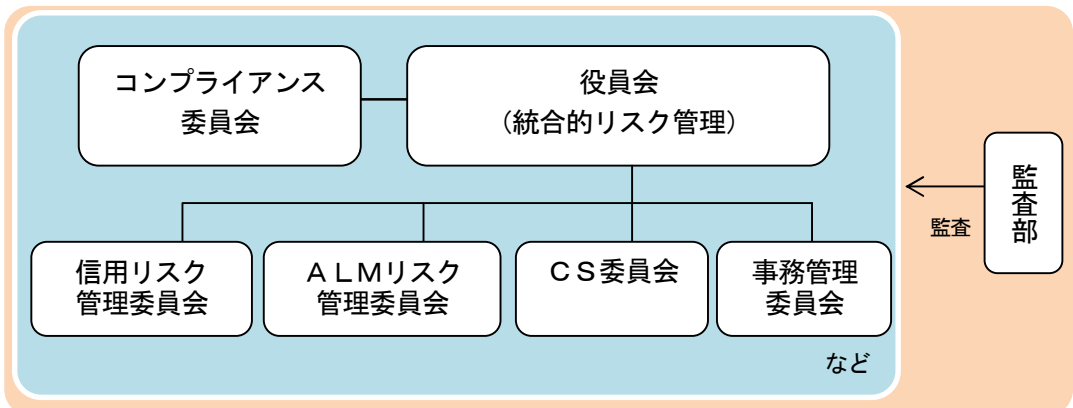 コンプライアンス
委員会
役員会
（統合的リスク管理）
監査部
監査
信用リスク
管理委員会
ＡＬＭリスク
管理委員会
ＣＳ委員会
事務管理
委員会
など